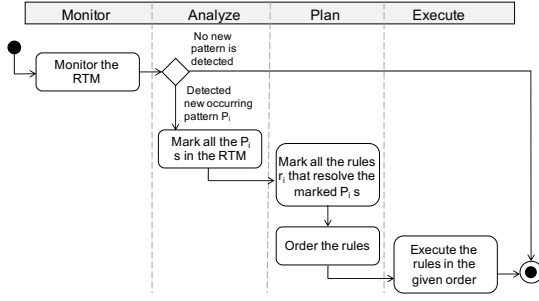 Monitor Analyze Plan Execute
No new
pattern is
detected
Monitor the
RTM
Detected
new occurring
pattern Pi
Mark all the Pi
s in the RTM
Mark all the rules
ri that resolve the
marked Pi s
Order the rules
Execute the
rules in the
given order